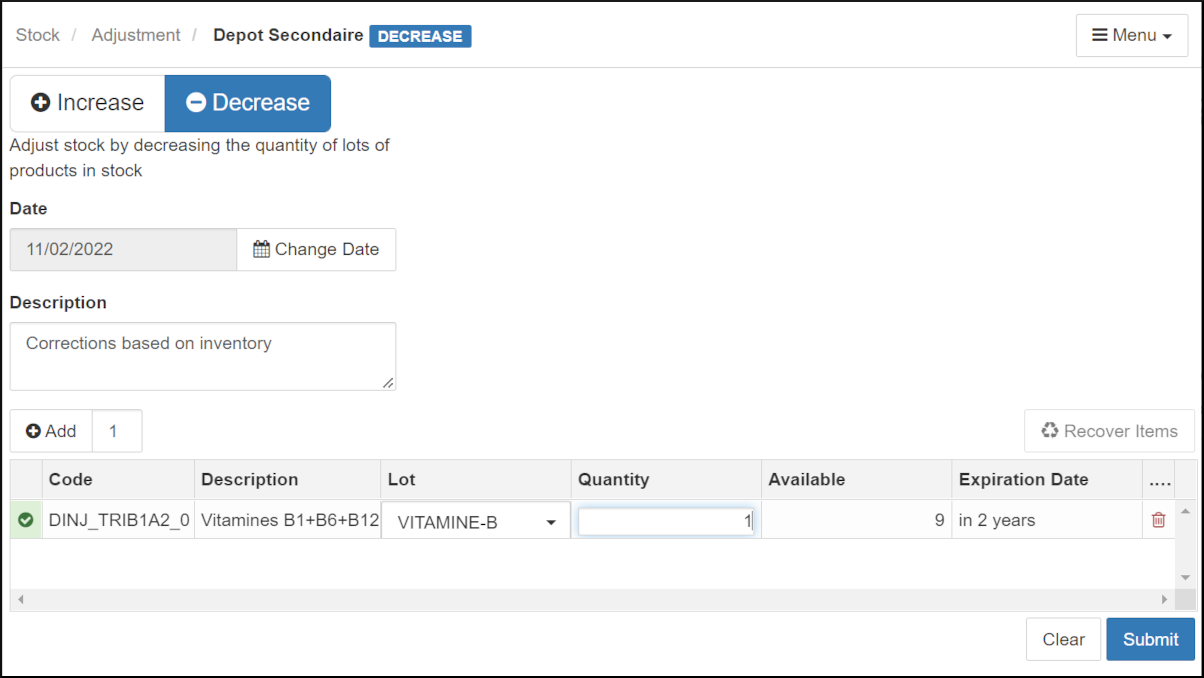 Stock / Adjustment / Depot Secondaire DECREASE
Menu
Increase Decrease
Adjust stock by decreasing the quantity of lots of
products in stock
Date
11/02/2022 Change Date
Description
Corrections based on inventory
Add 1 Recover Items
Code Description Lot Quantity Available Expiration Date ....
DINJ_TRIB1A2_0 Vitamines B1+B6+B12 VITAMINE-B 1 9 in 2 years
Clear Submit